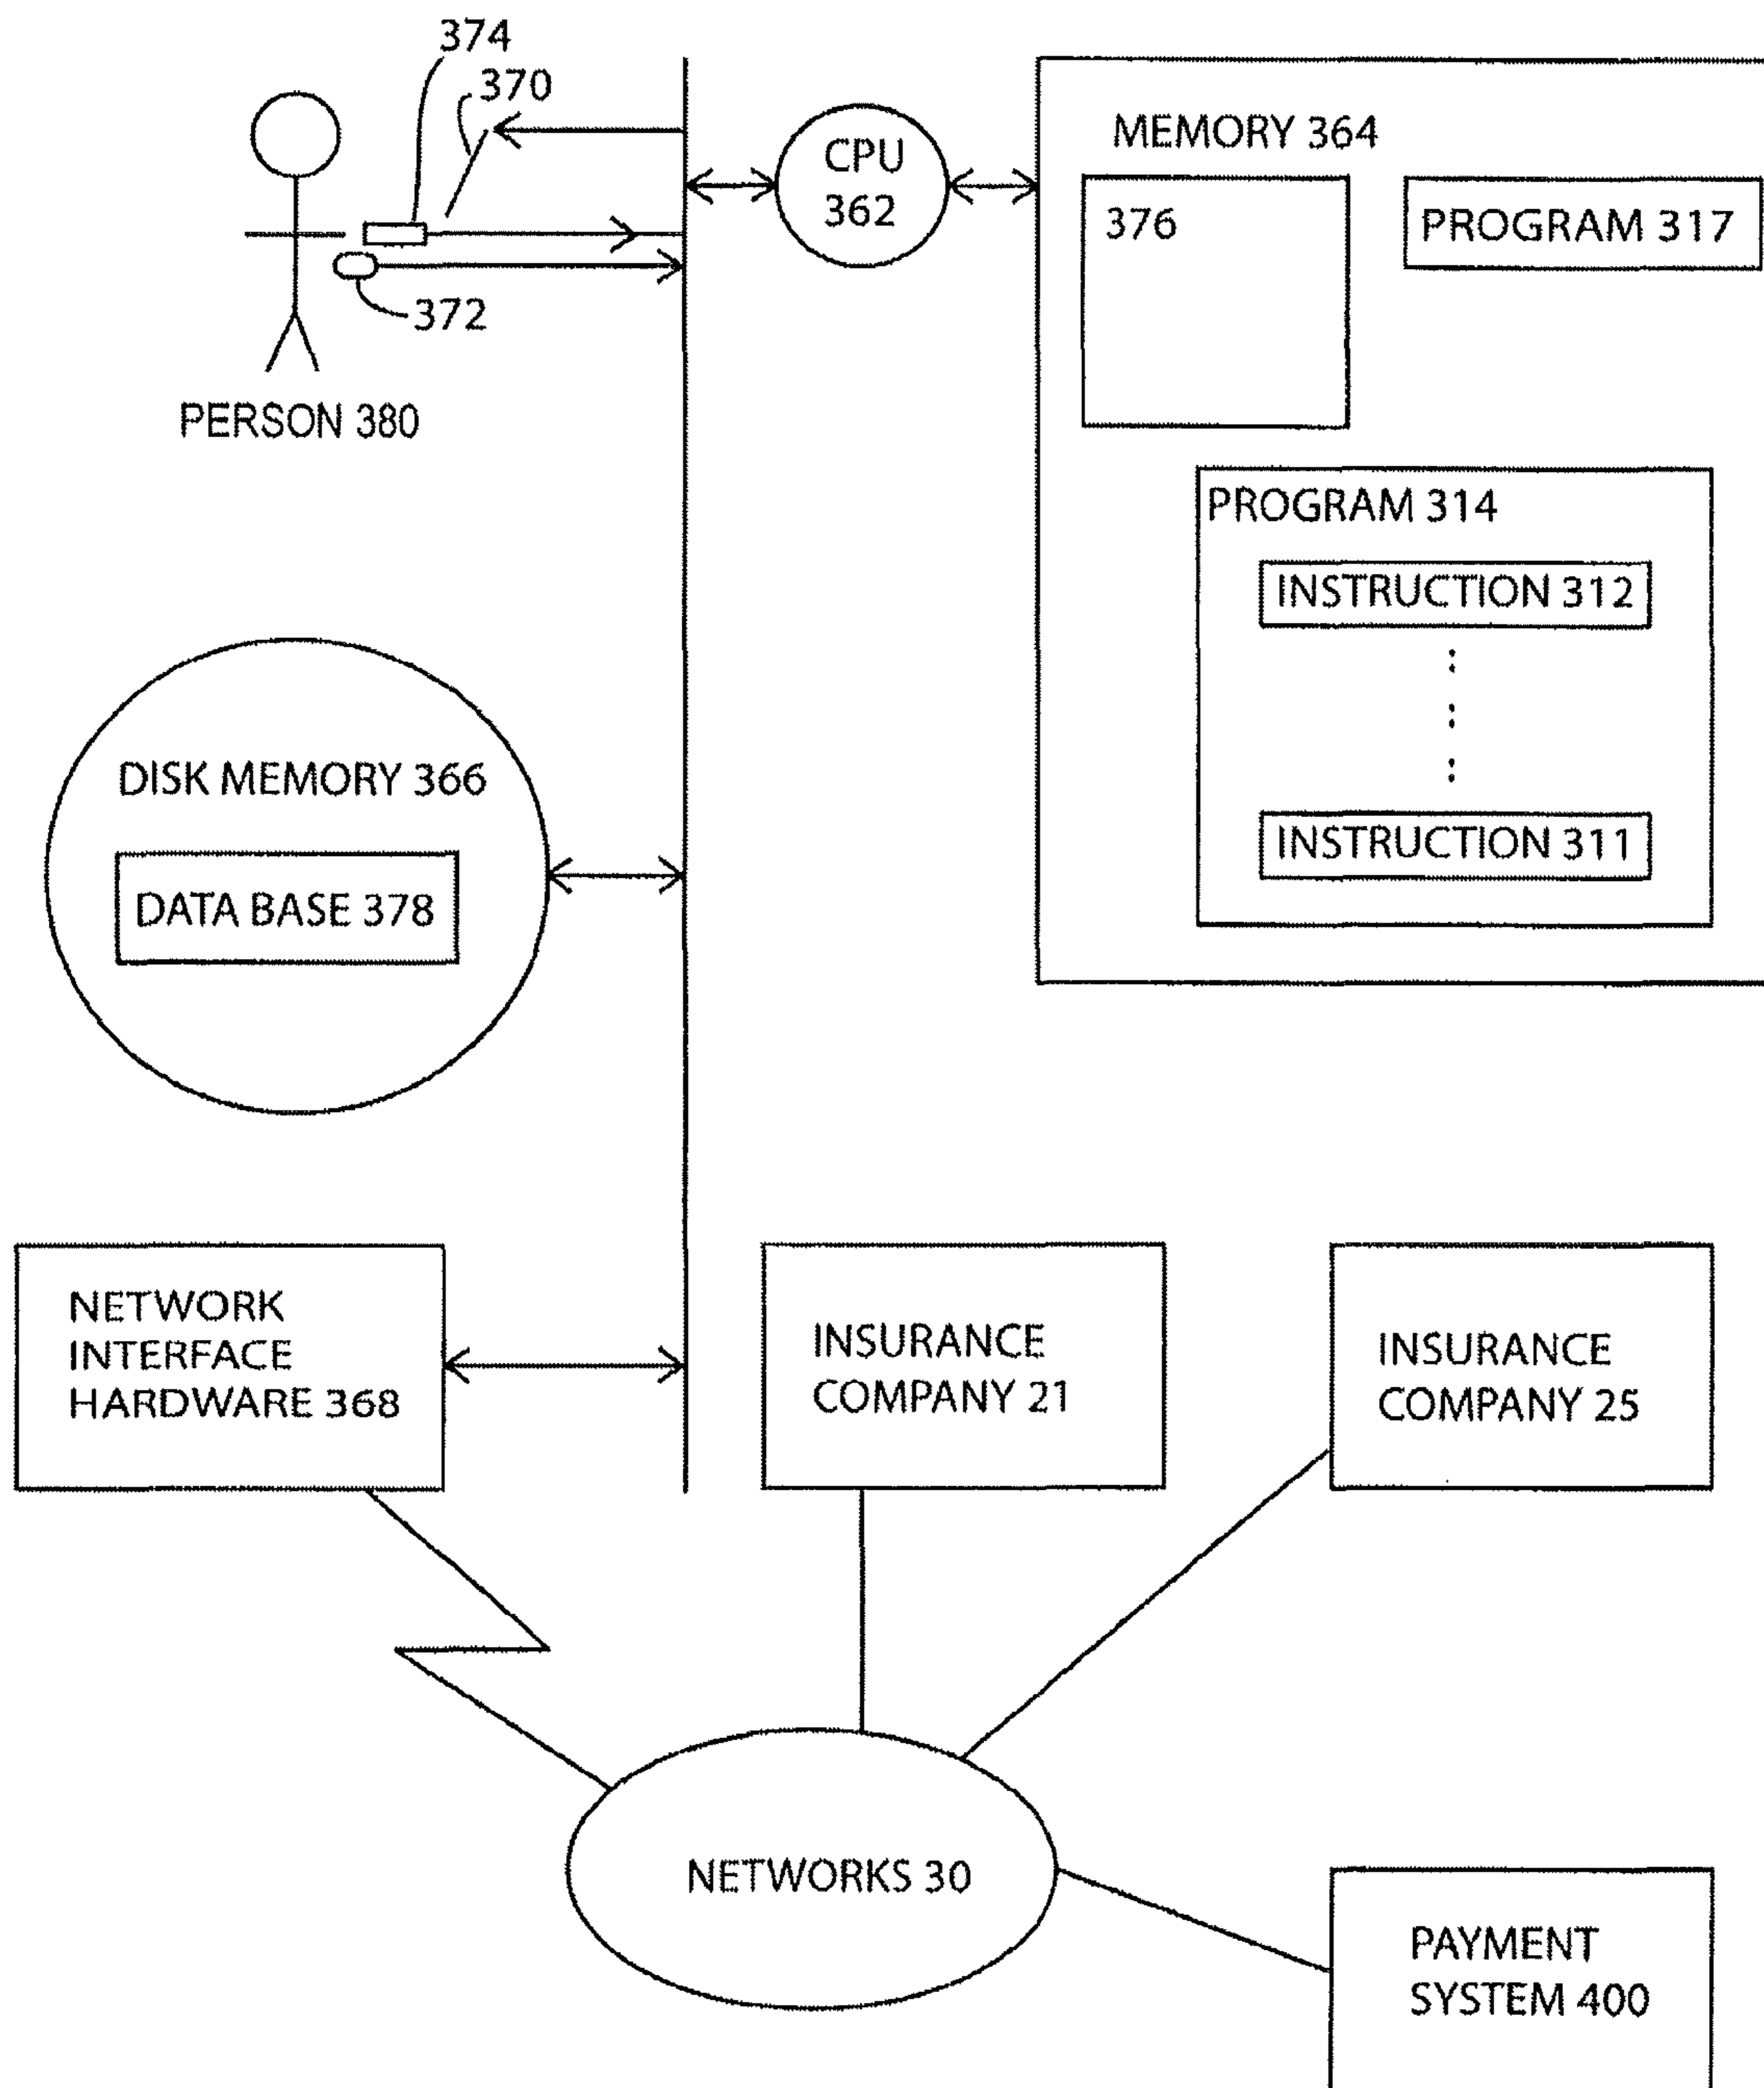 374
370
372
PERSON 380
CPU
362
MEMORY 364
376
PROGRAM 317
PROGRAM 314
INSTRUCTION 312
INSTRUCTION 311
DISK MEMORY 366
DATA BASE 378
NETWORK
INTERFACE
HARDWARE 368
INSURANCE
COMPANY 21
INSURANCE
COMPANY 25
NETWORKS 30
PAYMENT
SYSTEM 400